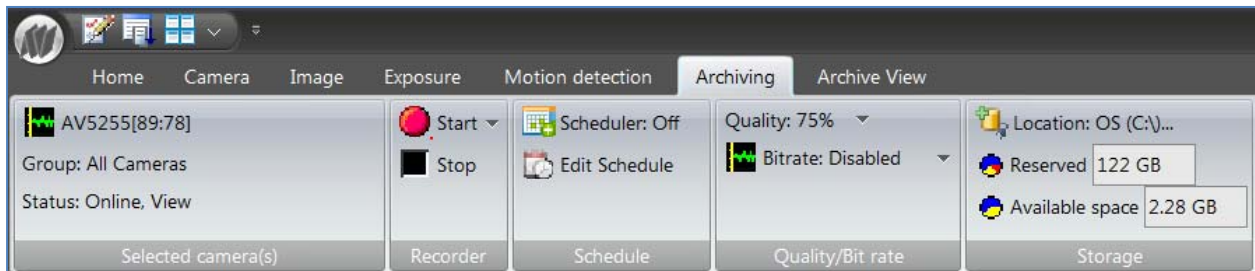 Home Camera Image Exposure Motion detection Archiving Archive View
AV5255[89:78]
Group: All Cameras
Status: Online, View
Selected camera(s)
Start
Stop
Recorder
Scheduler: Off
Edit Schedule
Schedule
Quality: 75%
Bitrate: Disabled
Quality/Bit rate
Location: OS (C:\)...
Reserved 122 GB
Available space 2.28 GB
Storage